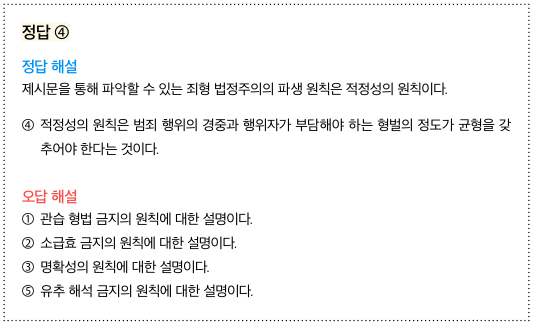 정답 ④
정답 해설
제시문을 통해 파악할 수 있는 죄형 법정주의의 파생 원칙은 적정성의 원칙이다.
④ 적정성의 원칙은 범죄 행위의 경중과 행위자가 부담해야 하는 형벌의 정도가 균형을 갖
추어야 한다는 것이다.
오답 해설
① 관습 형법 금지의 원칙에 대한 설명이다.
② 소급효 금지의 원칙에 대한 설명이다.
③ 명확성의 원칙에 대한 설명이다.
⑤ 유추 해석 금지의 원칙에 대한 설명이다.